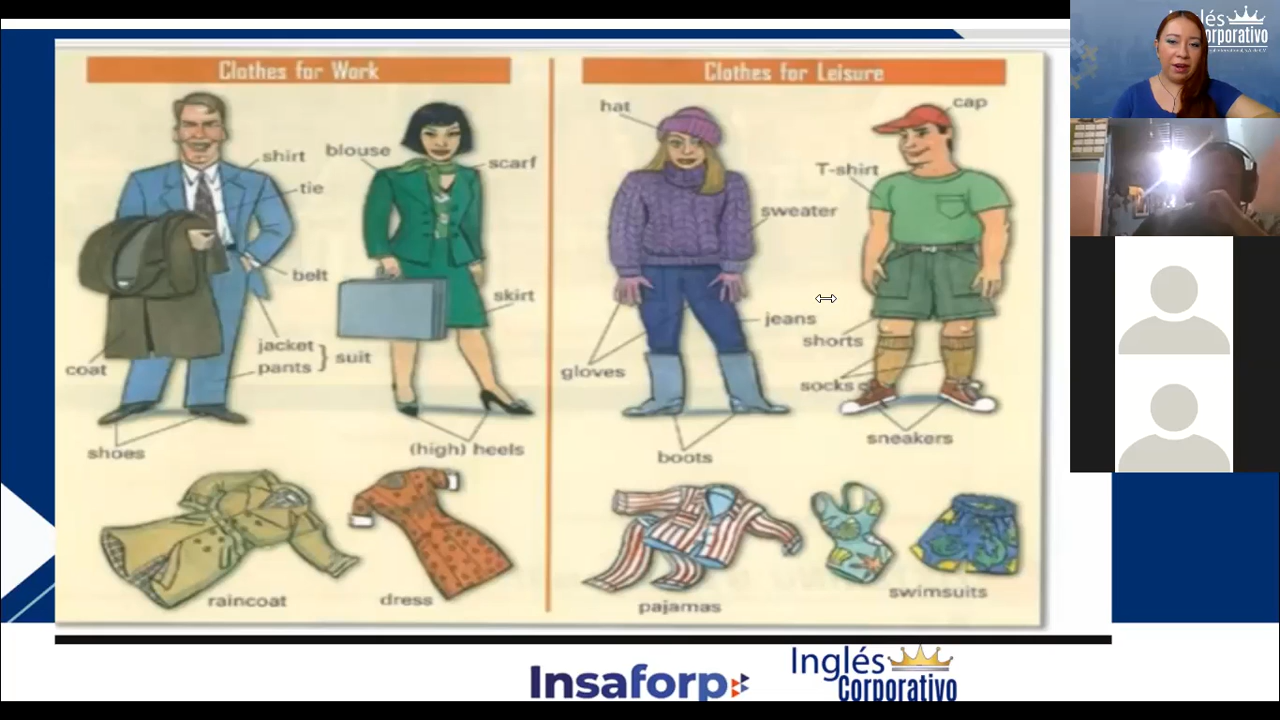 Clothes for Work
shirt
blouse
scarf
tie
belt
skirt
jacket
pants
suit
coat
shoes
(high) heels
raincoat
dress
Clothes for Leisure
hat
cap
T-shirt
sweater
jeans
shorts
gloves
socks
sneakers
boots
pajamas
swimsuits
Insaforp
Inglés
Corporativo